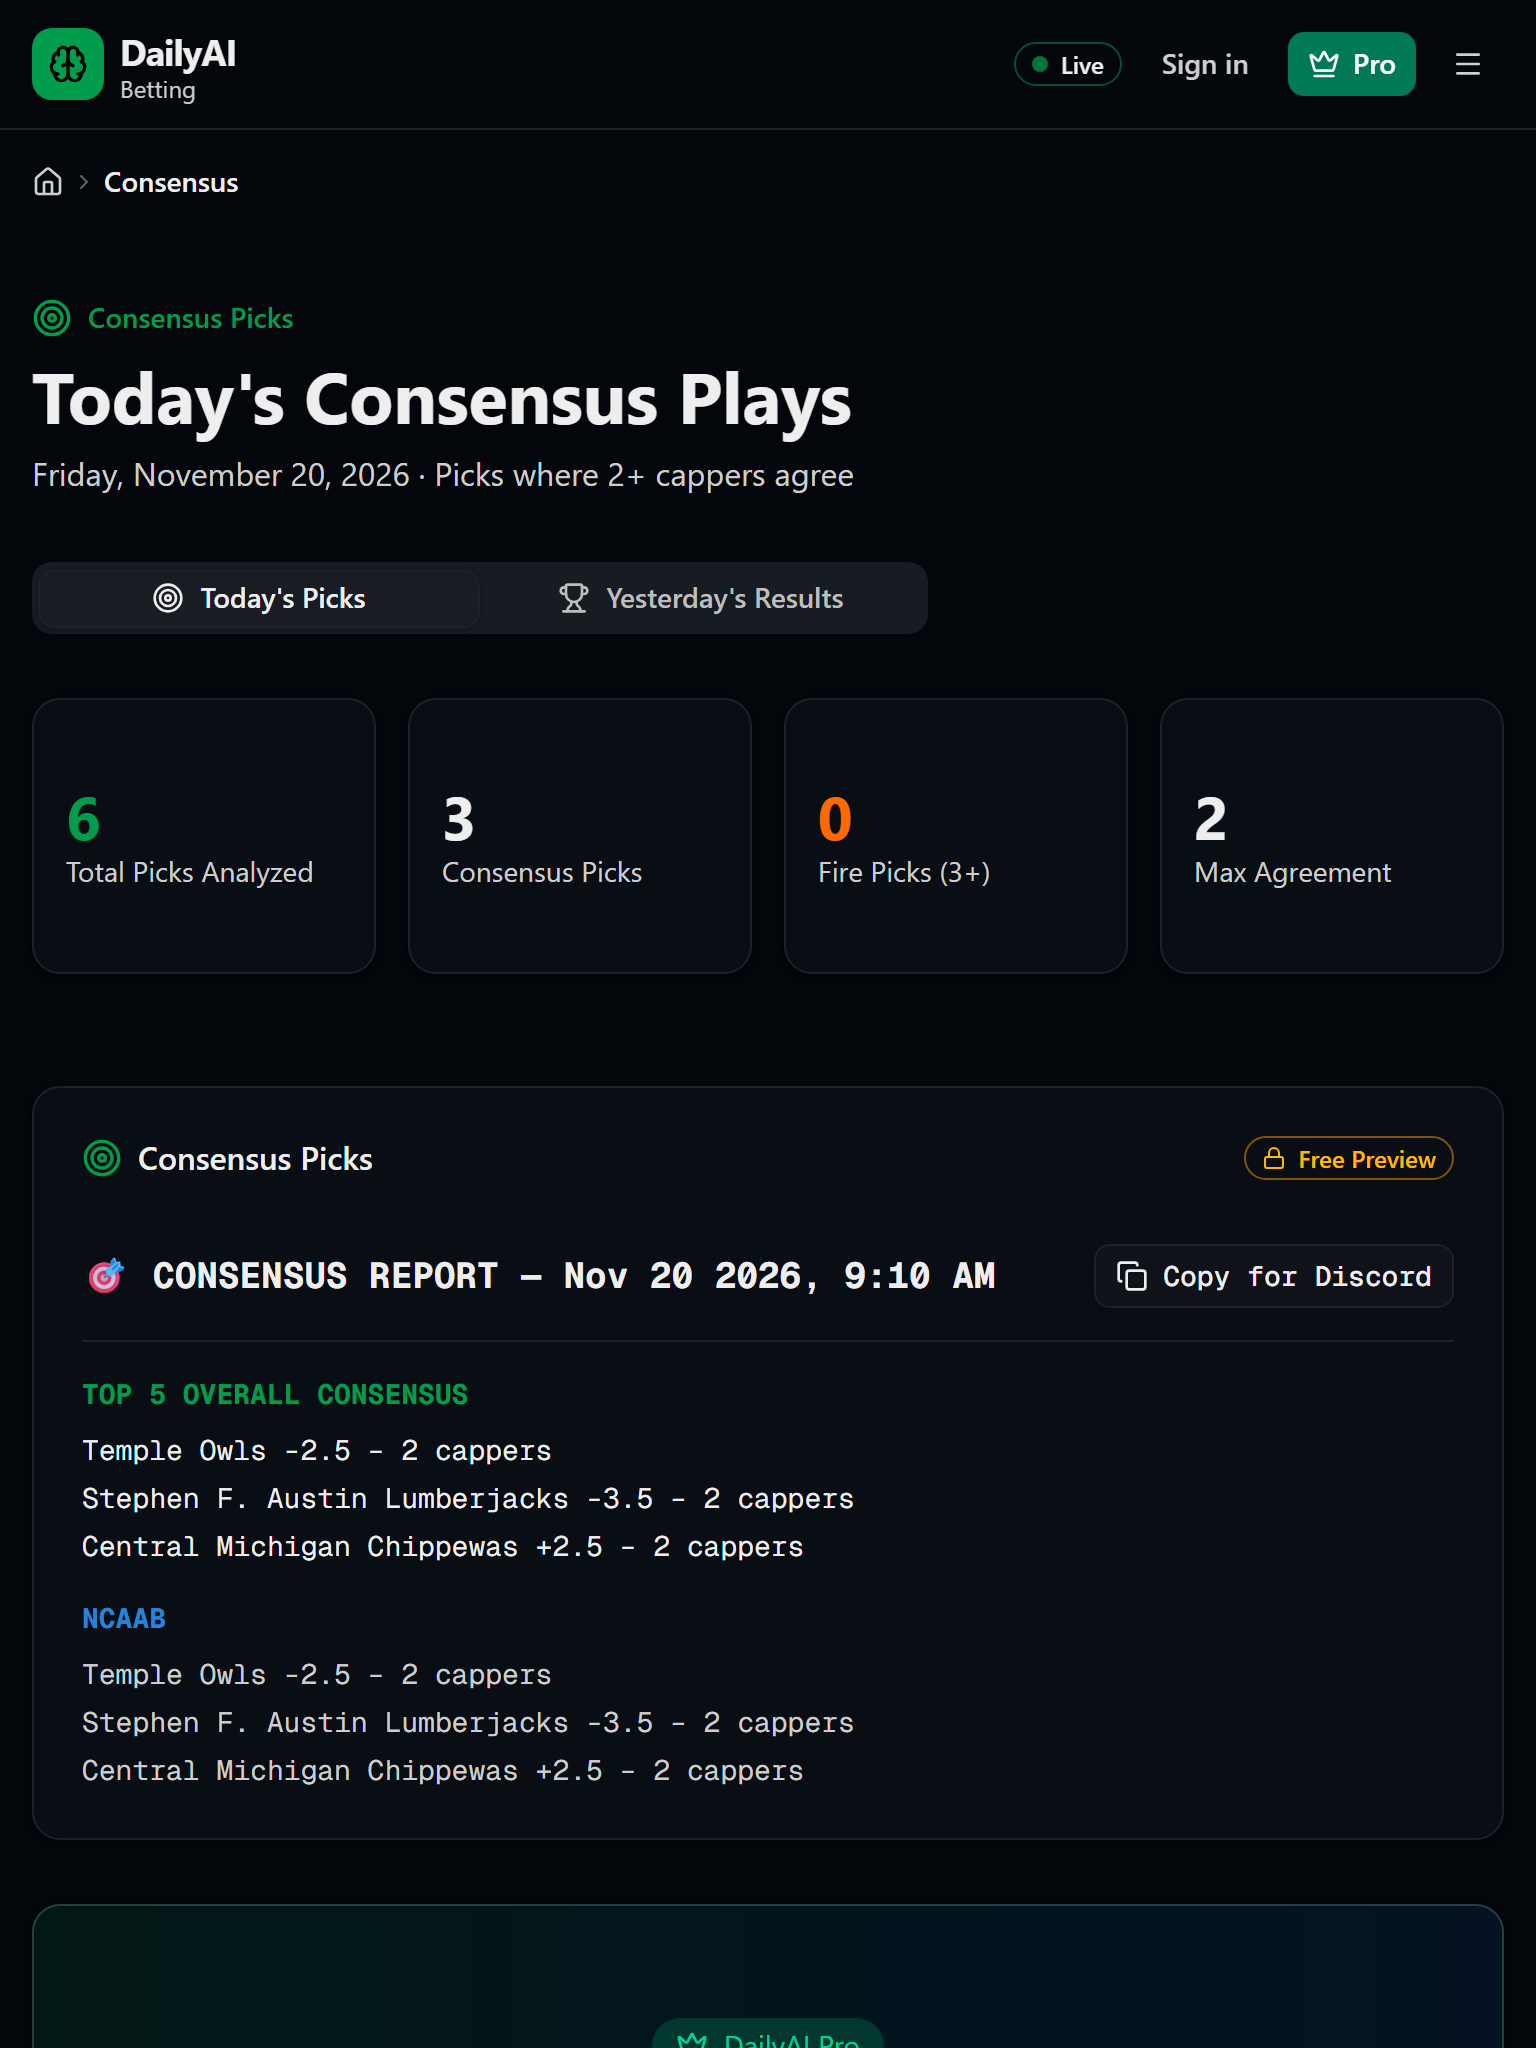 DailyAI
Betting
Live
Sign in
Pro
Consensus
Consensus Picks
Today's Consensus Plays
Friday, November 20, 2026 · Picks where 2+ cappers agree
Today's Picks
Yesterday's Results
6
Total Picks Analyzed
3
Consensus Picks
0
Fire Picks (3+)
2
Max Agreement
Consensus Picks
Free Preview
CONSENSUS REPORT – Nov 20 2026, 9:10 AM
Copy for Discord
TOP 5 OVERALL CONSENSUS
Temple Owls -2.5 – 2 cappers
Stephen F. Austin Lumberjacks -3.5 – 2 cappers
Central Michigan Chippewas +2.5 – 2 cappers
NCAAB
Temple Owls -2.5 – 2 cappers
Stephen F. Austin Lumberjacks -3.5 – 2 cappers
Central Michigan Chippewas +2.5 – 2 cappers
DailyAI Pro